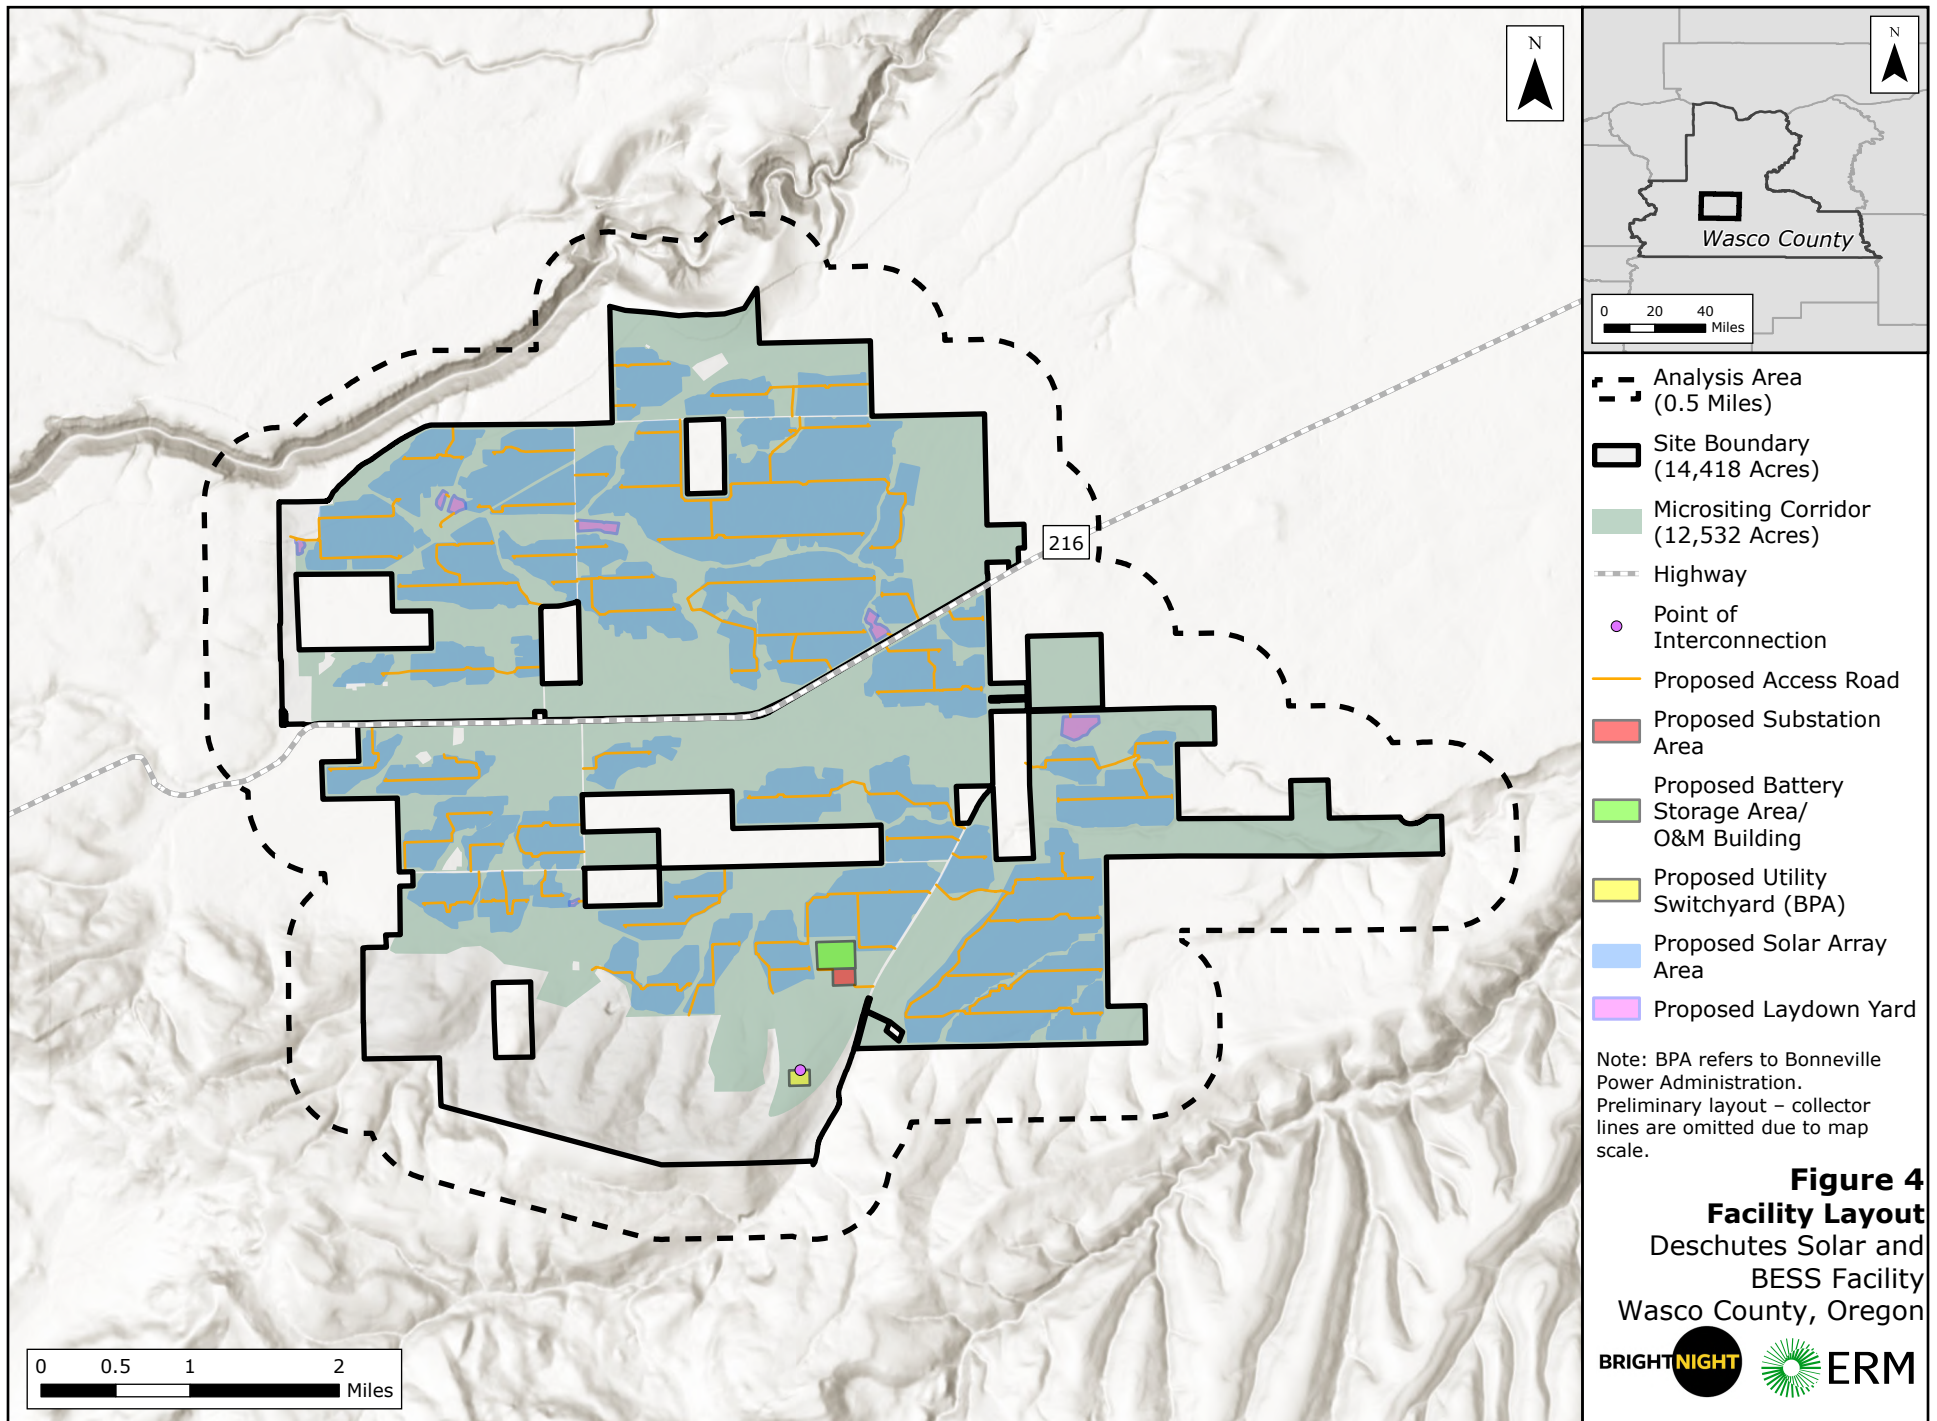 N
216
0 0.5 1 2
Miles
N
Wasco County
0 20 40
Miles
Analysis Area
(0.5 Miles)
Site Boundary
(14,418 Acres)
Micrositing Corridor
(12,532 Acres)
Highway
Point of
Interconnection
Proposed Access Road
Proposed Substation
Area
Proposed Battery
Storage Area/
O&M Building
Proposed Utility
Switchyard (BPA)
Proposed Solar Array
Area
Proposed Laydown Yard
Note: BPA refers to Bonneville
Power Administration.
Preliminary layout – collector
lines are omitted due to map
scale.
Figure 4
Facility Layout
Deschutes Solar and
BESS Facility
Wasco County, Oregon
BRIGHTNIGHT ERM